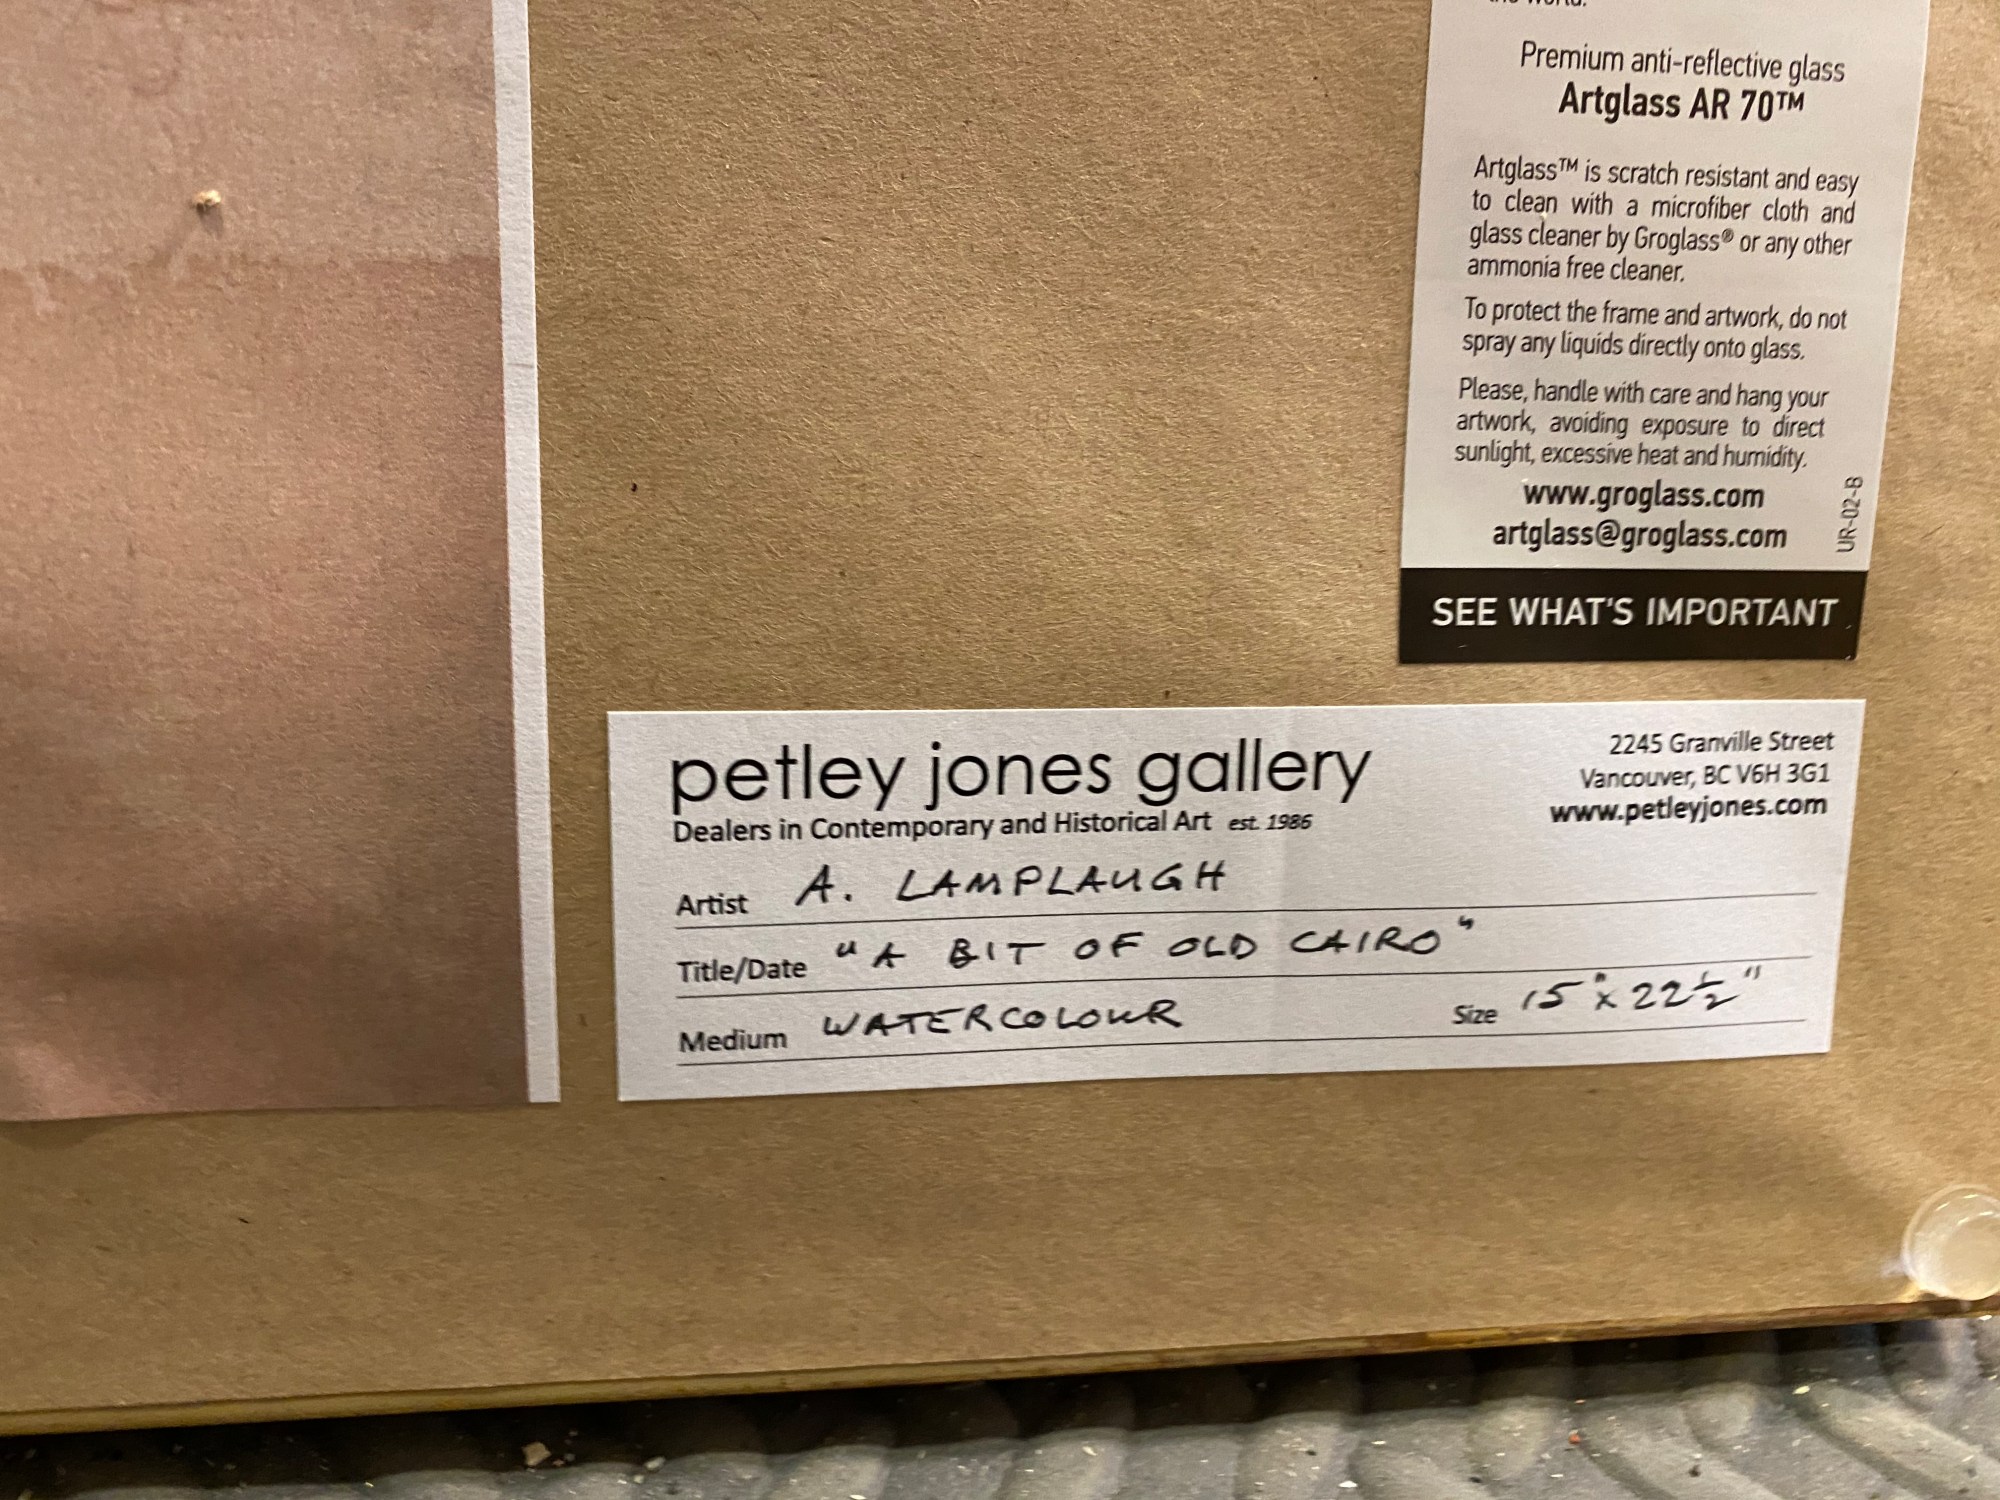 Premium anti-reflective glass
Artglass AR 70™
Artglass™ is scratch resistant and easy
to clean with a microfiber cloth and
glass cleaner by Groglass® or any other
ammonia free cleaner.
To protect the frame and artwork, do not
spray any liquids directly onto glass.
Please, handle with care and hang your
artwork, avoiding exposure to direct
sunlight, excessive heat and humidity.
www.groglass.com
artglass@groglass.com
UR-02-B
SEE WHAT'S IMPORTANT
petley jones gallery
Dealers in Contemporary and Historical Art est. 1986
2245 Granville Street
Vancouver, BC V6H 3G1
www.petleyjones.com
Artist A. LAMPLAUGH
Title/Date "A BIT OF OLD CAIRO"
Medium WATERCOLOUR Size 15" x 22½"